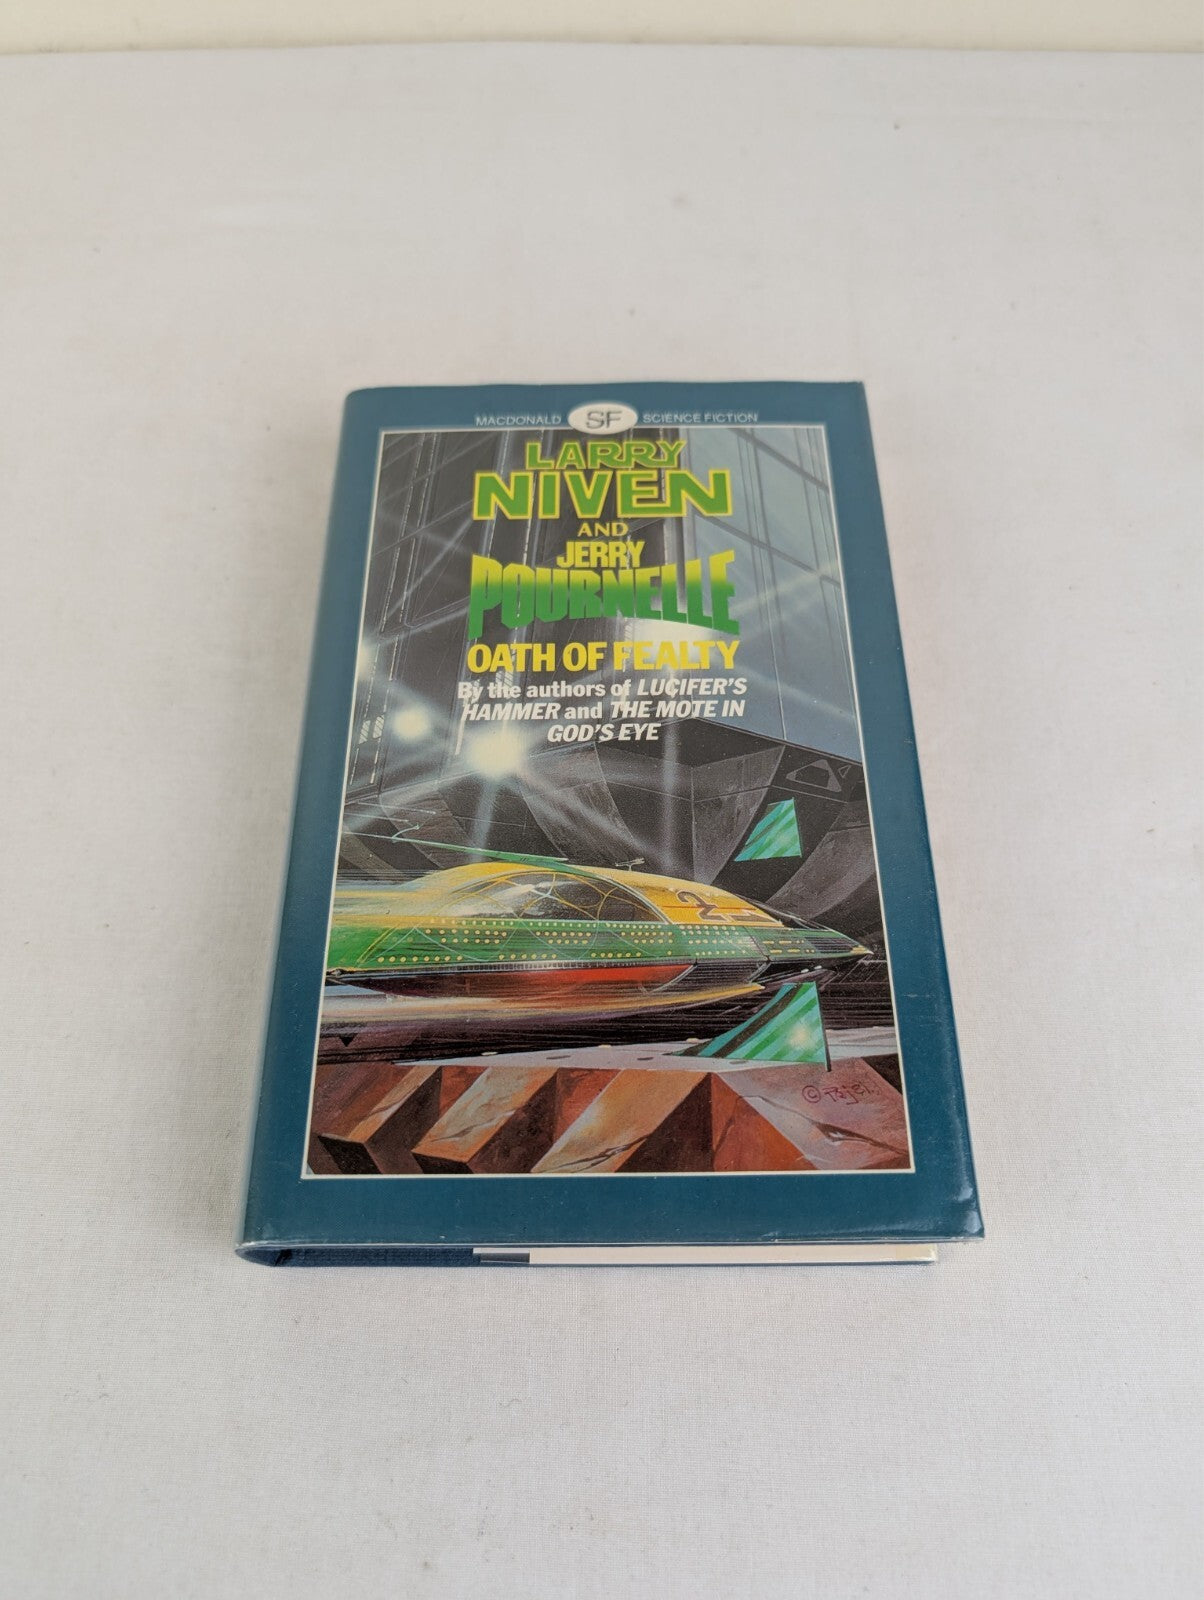 MACDONALD SF SCIENCE FICTION
LARRY
NIVEN
AND
JERRY
POURNELLE
OATH OF FEALTY
By the authors of LUCIFER'S
HAMMER and THE MOTE IN
GOD'S EYE